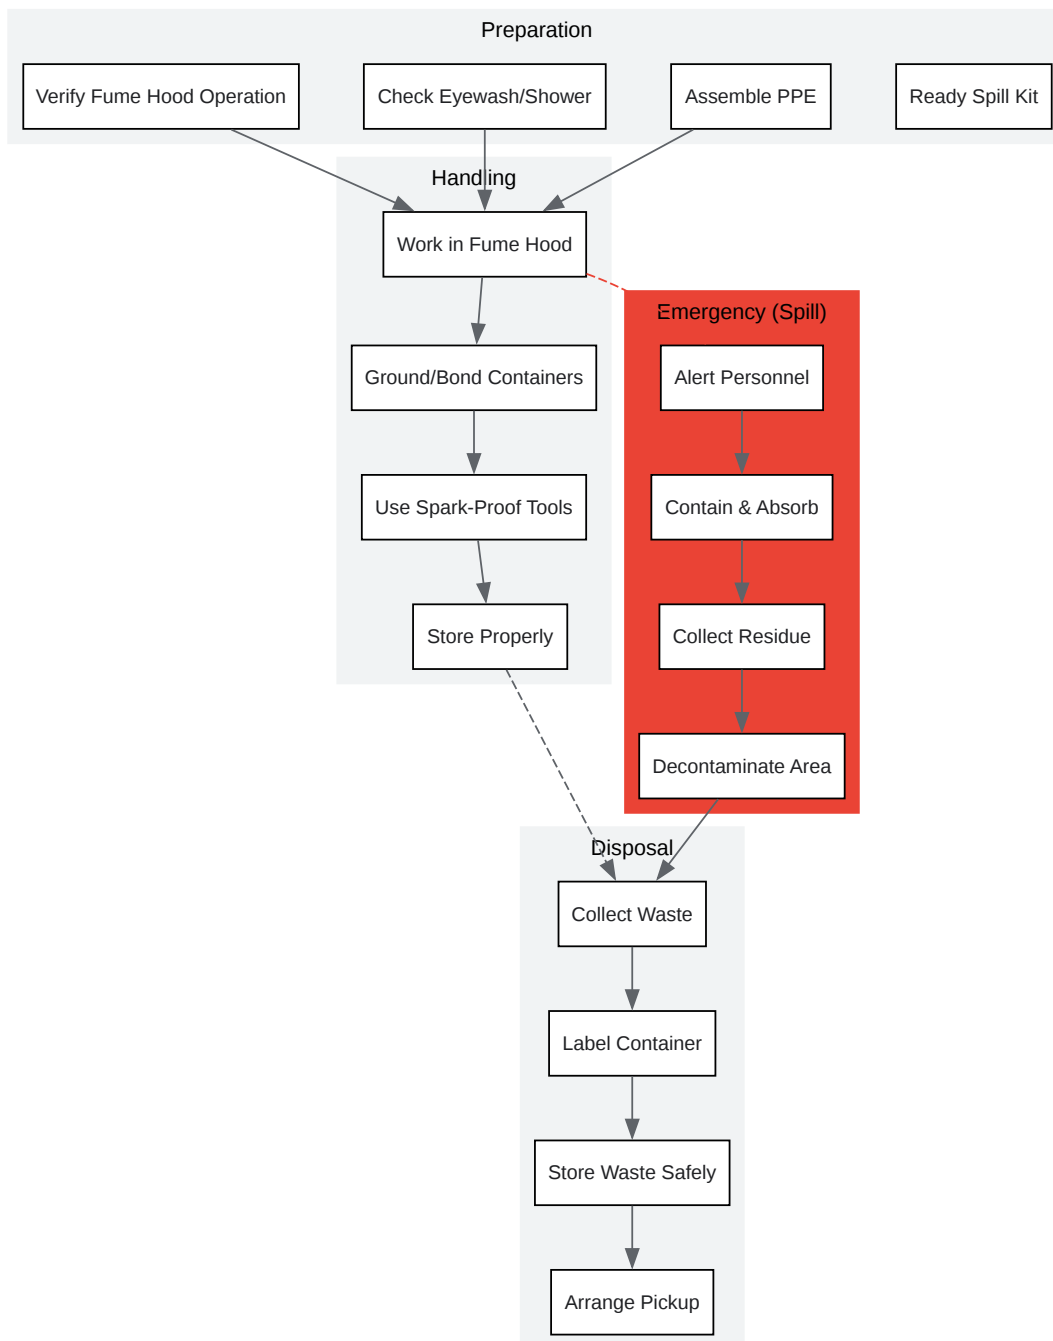 Preparation
Verify Fume Hood Operation
Check Eyewash/Shower
Assemble PPE
Ready Spill Kit
Handling
Work in Fume Hood
Ground/Bond Containers
Use Spark-Proof Tools
Store Properly
Emergency (Spill)
Alert Personnel
Contain & Absorb
Collect Residue
Decontaminate Area
Disposal
Collect Waste
Label Container
Store Waste Safely
Arrange Pickup